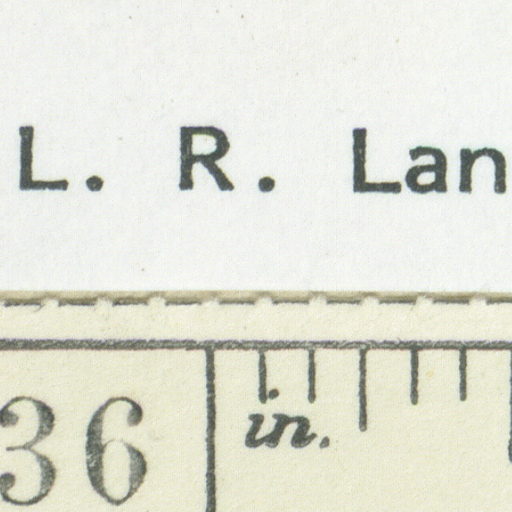 L. R. Lan
36 in.